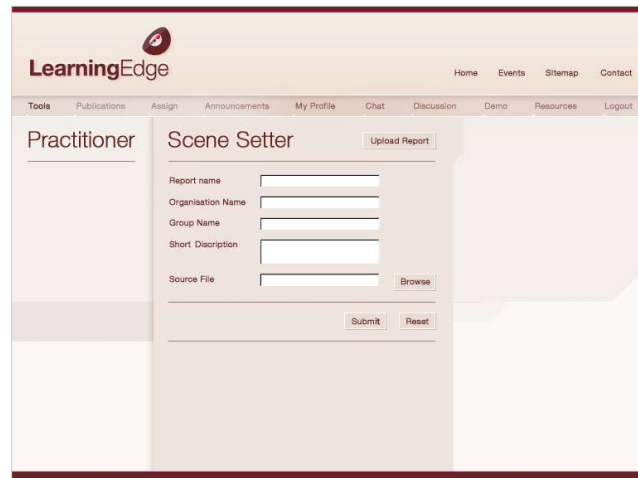 LearningEdge
Home Events Sitemap Contact
Tools Publications Assign Announcements My Profile Chat Discussion Demo Resources Logout
Practitioner
Scene Setter
Upload Report
Report name
Organisation Name
Group Name
Short Discription
Source File
Browse
Submit Reset